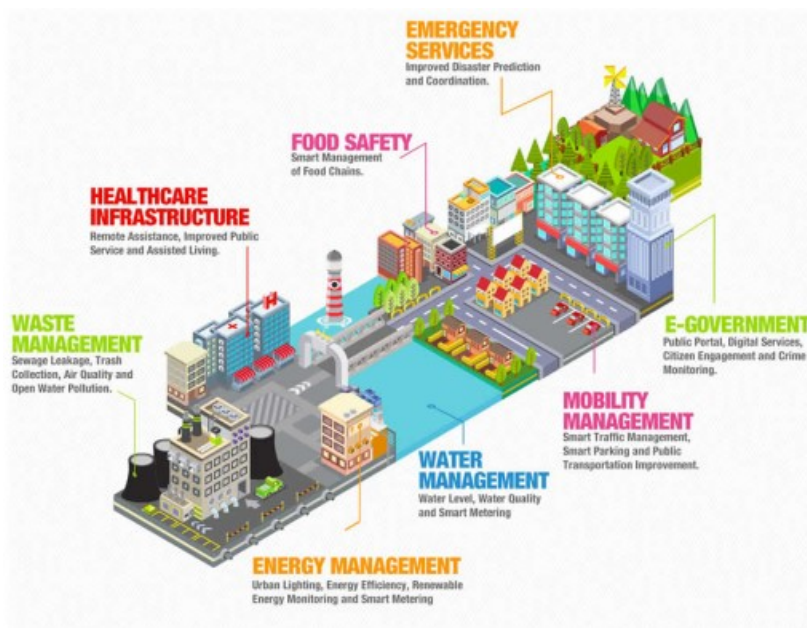 EMERGENCY
SERVICES
Improved Disaster Prediction
and Coordination.
FOOD SAFETY
Smart Management
of Food Chains.
HEALTHCARE
INFRASTRUCTURE
Remote Assistance, Improved Public
Service and Assisted Living.
WASTE
MANAGEMENT
Sewage Leakage, Trash
Collection, Air Quality and
Open Water Pollution.
E-GOVERNMENT
Public Portal, Digital Services,
Citizen Engagement and Crime
Monitoring.
MOBILITY
MANAGEMENT
Smart Traffic Management,
Smart Parking and Public
Transportation Improvement.
WATER
MANAGEMENT
Water Level, Water Quality
and Smart Metering
ENERGY MANAGEMENT
Urban Lighting, Energy Efficiency, Renewable
Energy Monitoring and Smart Metering
H